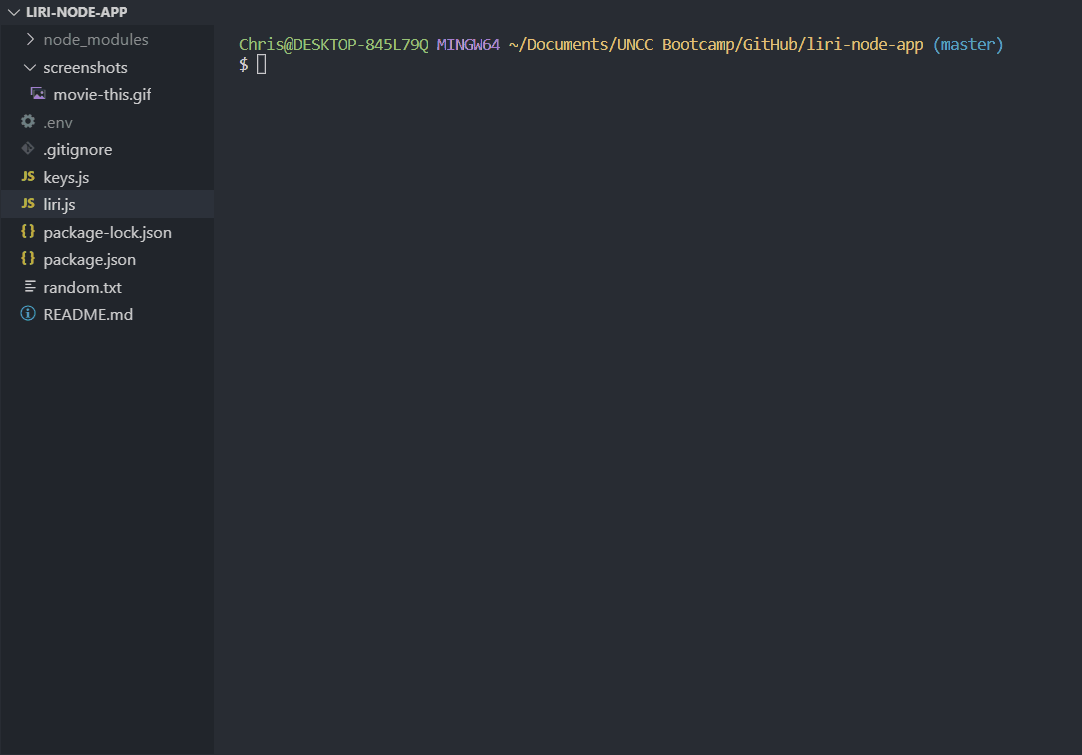 LIRI-NODE-APP
node_modules
screenshots
movie-this.gif
.env
.gitignore
JS keys.js
JS liri.js
{} package-lock.json
{} package.json
random.txt
README.md
Chris@DESKTOP-845L79Q MINGW64 ~/Documents/UNCC Bootcamp/GitHub/liri-node-app (master)
$